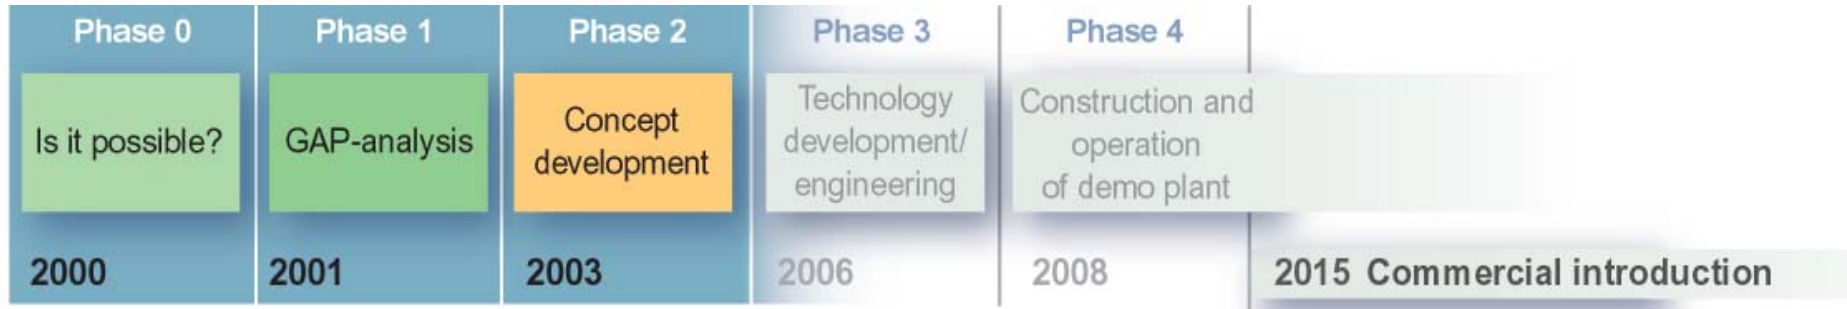 Phase 0
Phase 1
Phase 2
Phase 3
Phase 4
Is it possible?
GAP-analysis
Concept
development
Technology
development/
engineering
Construction and
operation
of demo plant
2000
2001
2003
2006
2008
2015 Commercial introduction